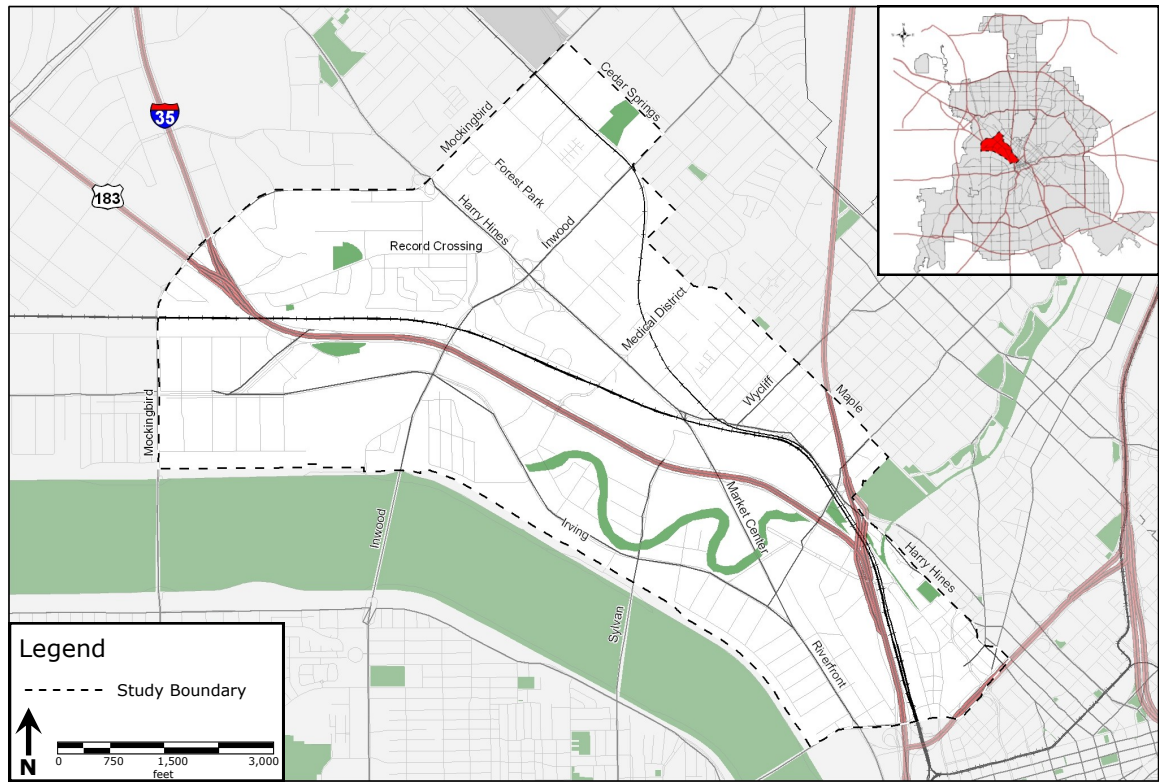 35
183
Mockingbird
Cedar Springs
Forest Park
Harry Hines
Inwood
Record Crossing
Medical District
Wycliff
Maple
Mockingbird
Inwood
Irving
Market Center
Harry Hines
Sylvan
Riverfront
Legend
Study Boundary
N
0 750 1,500 3,000
feet